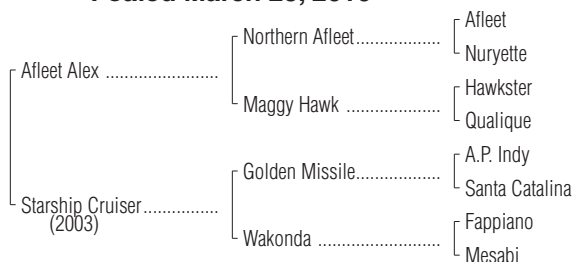 Foaled March
Afleet
Northern Afleet
Nuryette
Afleet Alex
Hawkster
Maggy Hawk
Qualique
A.P. Indy
Golden Missile
Santa Catalina
Starship Cruiser
(2003)
Fappiano
Wakonda
Mesabi